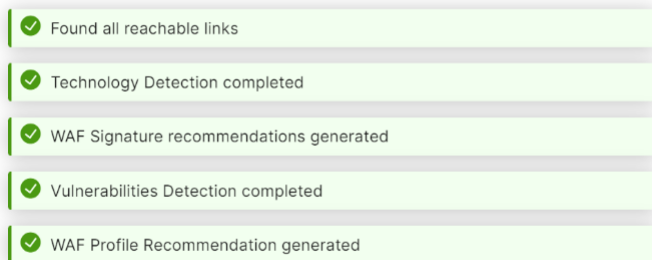 Found all reachable links
Technology Detection completed
WAF Signature recommendations generated
Vulnerabilities Detection completed
WAF Profile Recommendation generated